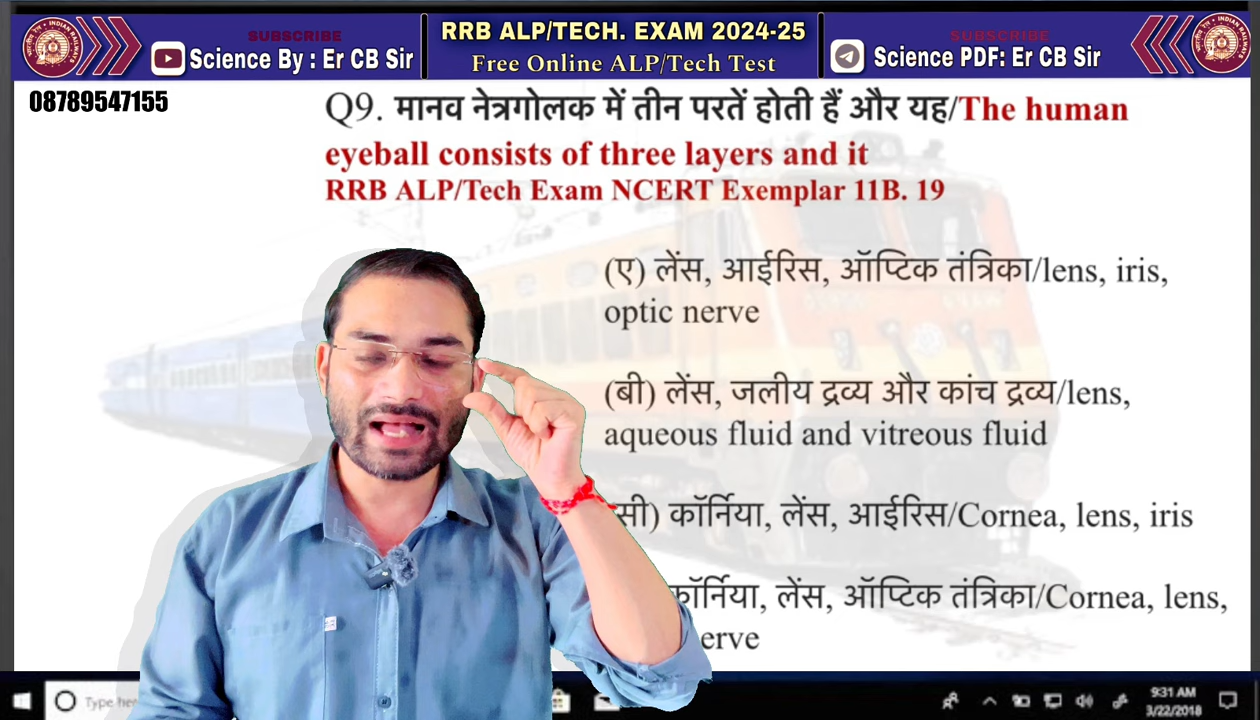 SUBSCRIBE
Science By : Er CB Sir
RRB ALP/TECH. EXAM 2024-25
Free Online ALP/Tech Test
SUBSCRIBE
Science PDF: Er CB Sir
08789547155
Q9. मानव नेत्रगोलक में तीन परतें होती हैं और यह/The human
eyeball consists of three layers and it
RRB ALP/Tech Exam NCERT Exemplar 11B. 19
(ए) लेंस, आईरिस, ऑप्टिक तंत्रिका/lens, iris,
optic nerve
(बी) लेंस, जलीय द्रव्य और कांच द्रव्य/lens,
aqueous fluid and vitreous fluid
सी) कॉर्निया, लेंस, आईरिस/Cornea, lens, iris
कॉर्निया, लेंस, ऑप्टिक तंत्रिका/Cornea, lens,
nerve
Type here
9:31 AM
3/22/2018